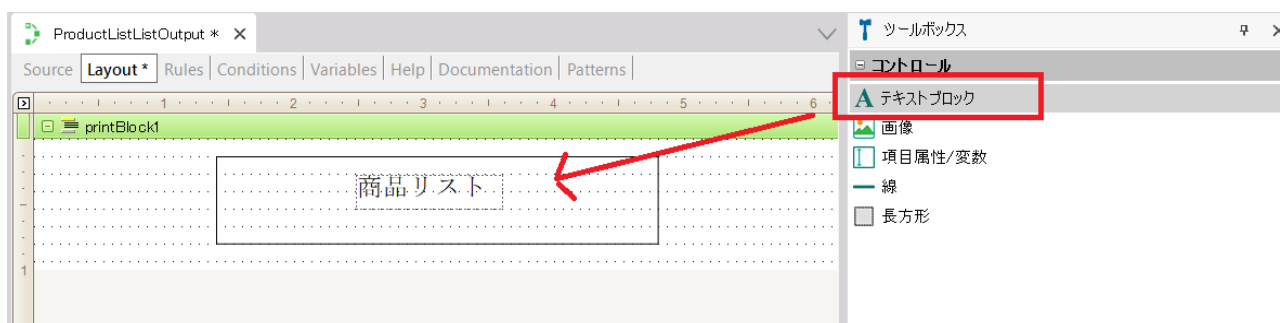 ProductListListOutput *
Source Layout * Rules Conditions Variables Help Documentation Patterns
1 2 3 4 5 6
printBlock1
商品リスト
1
ツールボックス
コントロール
A テキストブロック
画像
項目属性/変数
線
長方形